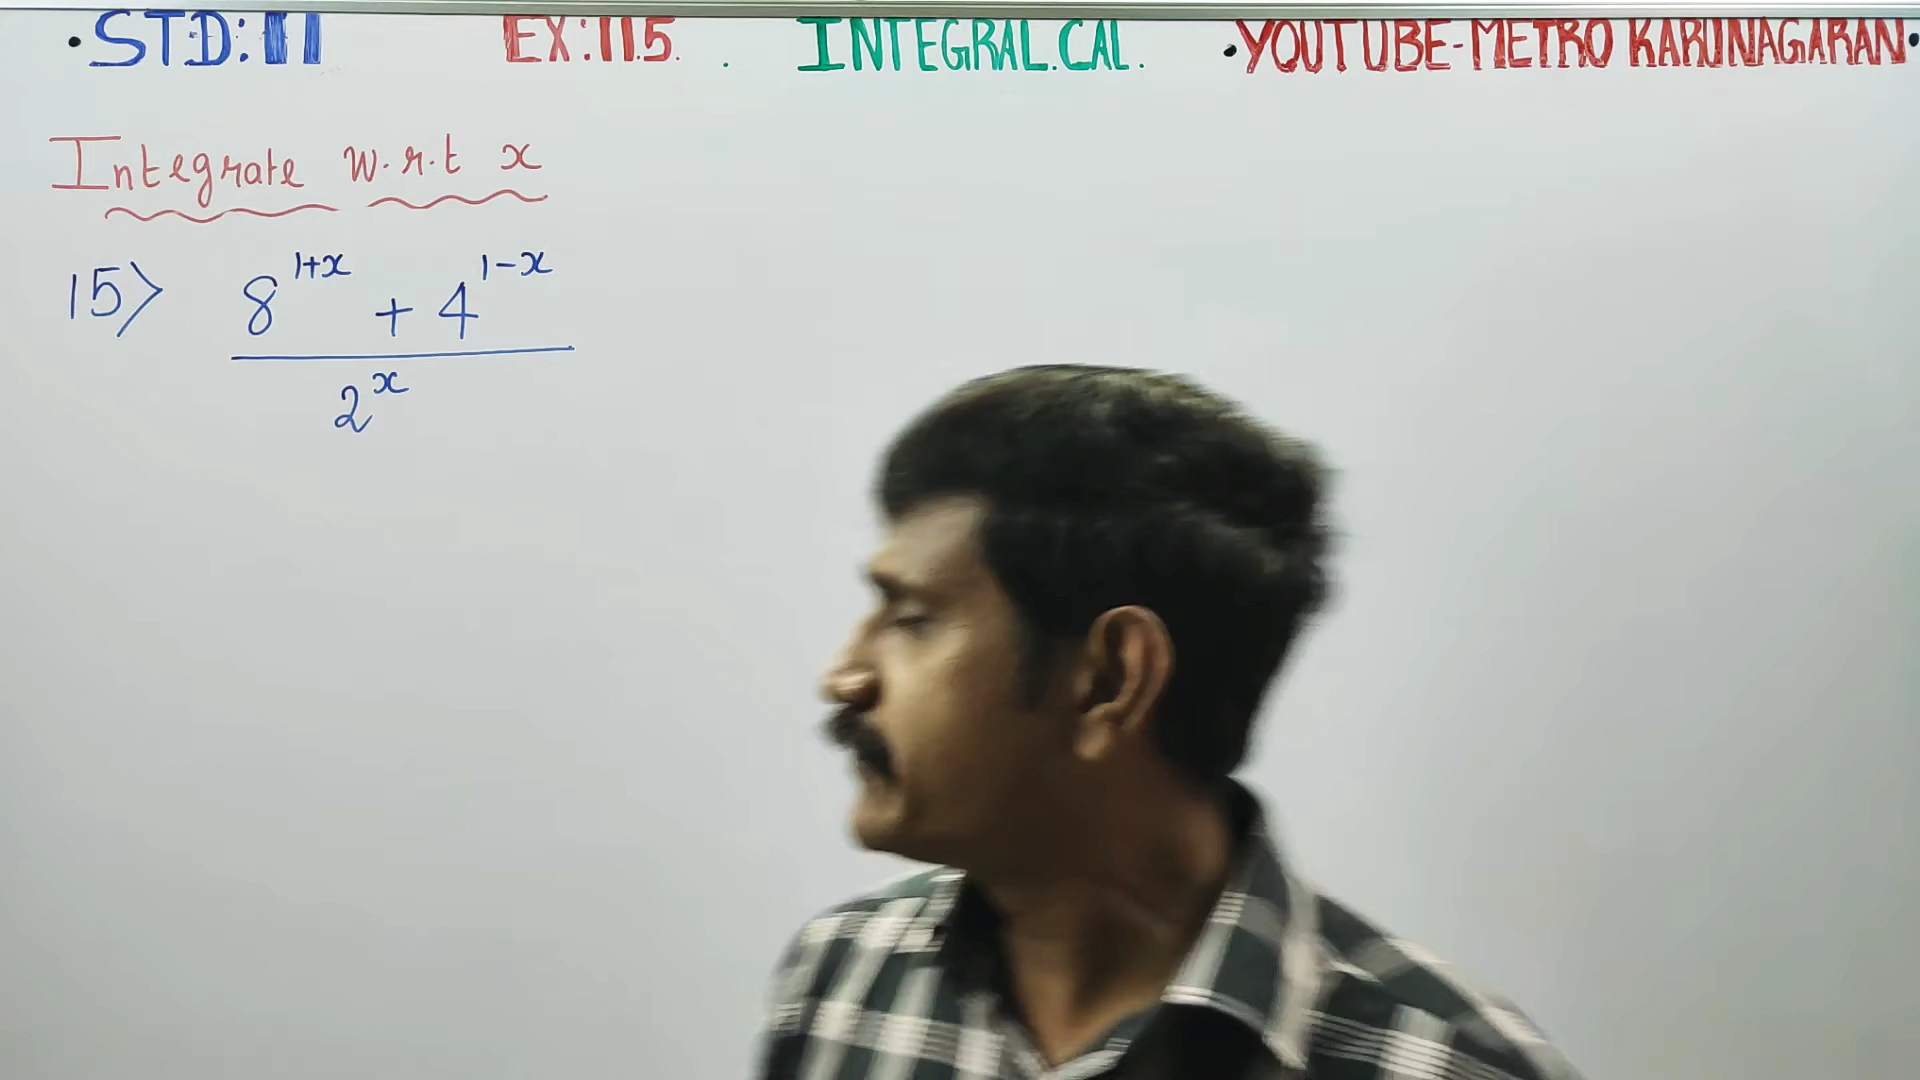 • STD: 11 EX: 11.5. . INTEGRAL.CAL. • YOUTUBE-METRO KARUNAGARAN •
Integrate w.r.t x
15> 8^{1+x} + 4^{1-x}
2^x